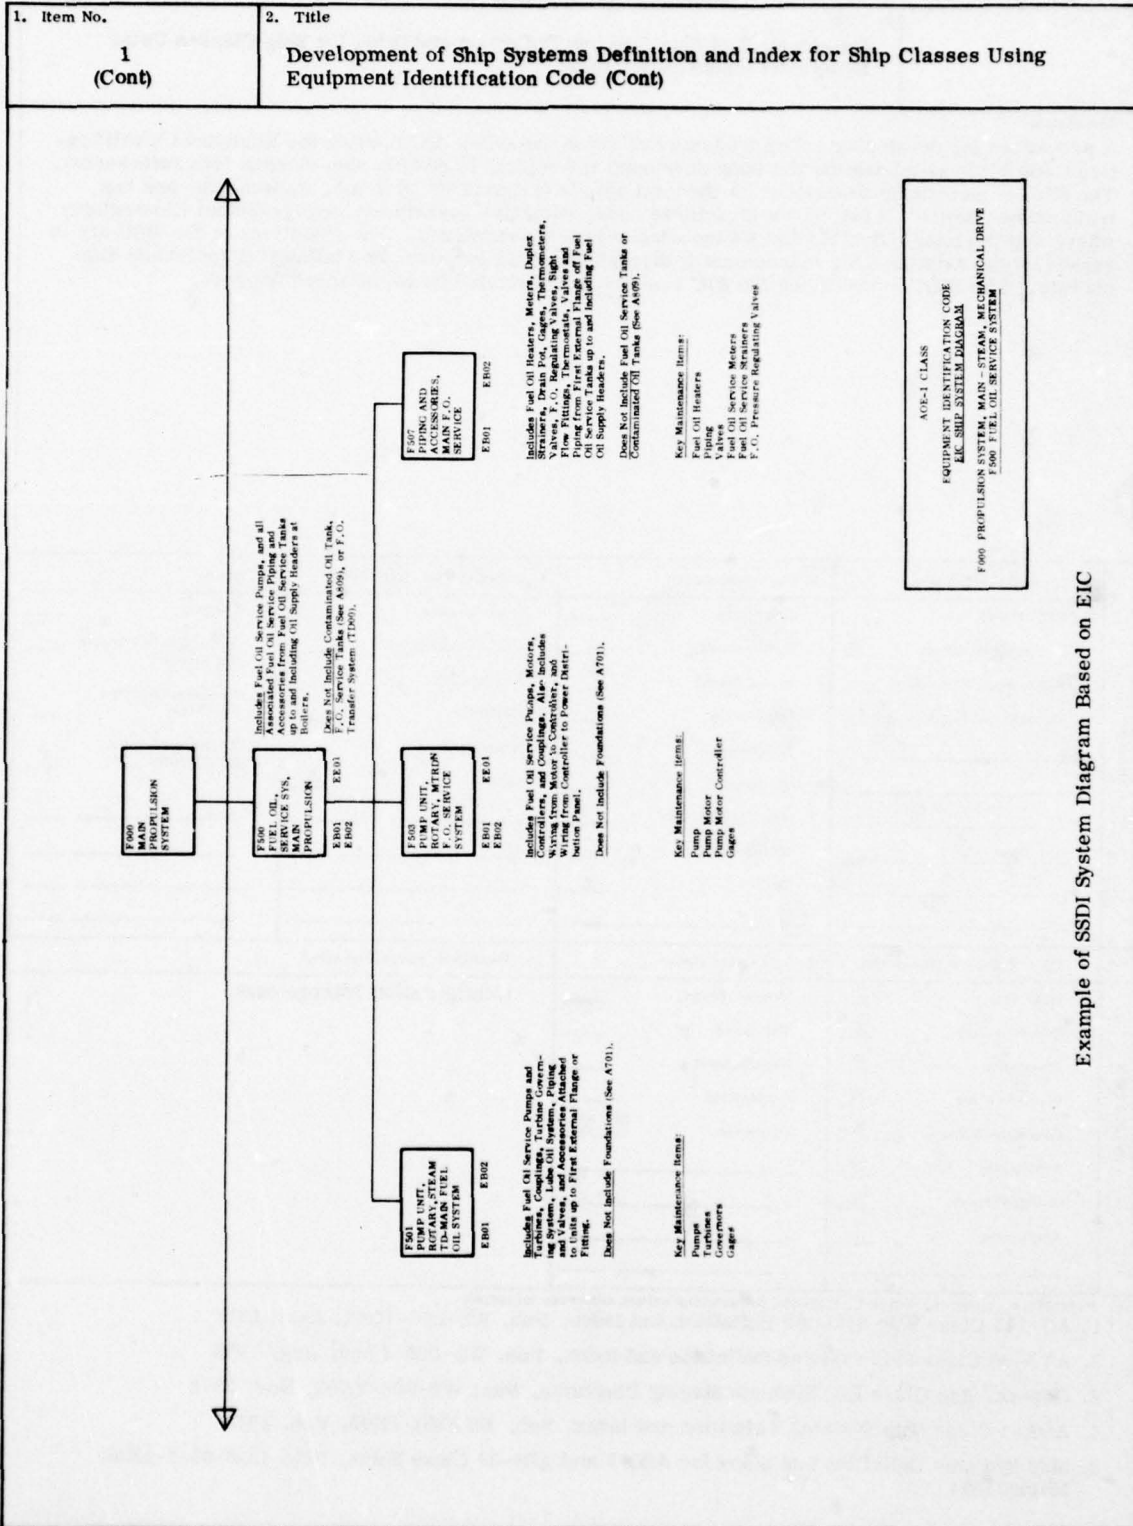 1. Item No.
1
(Cont)
2. Title
Development of Ship Systems Definition and Index for Ship Classes Using
Equipment Identification Code (Cont)
F000
MAIN
PROPULSION
SYSTEM
F500
FUEL OIL,
SERVICE SYS,
MAIN
PROPULSION
EB01 EE01
EB02
Includes Fuel Oil Service Pumps, and all
Associated Fuel Oil Service Piping and
Accessories from Fuel Oil Service Tanks
up to and Including Oil Supply Headers at
Boilers.
Does Not Include Contaminated Oil Tank,
F.O. Service Tanks (See A809), or F.O.
Transfer System (TD00).
F501
PUMP UNIT,
ROTARY, STEAM
TD-MAIN FUEL
OIL SYSTEM
EB01 EB02
Includes Fuel Oil Service Pumps and
Turbines, Couplings, Turbine Govern-
ing System, Lube Oil System, Piping
and Valves, and Accessories Attached
to Units up to First External Flange or
Fitting.
Does Not Include Foundations (See A701).
Key Maintenance Items:
Pumps
Turbines
Governors
Gages
F503
PUMP UNIT,
ROTARY, MTRDN
F.O. SERVICE
SYSTEM
EB01 EE01
EB02
Includes Fuel Oil Service Pumps, Motors,
Controllers, and Couplings. Also Includes
Wiring from Motor to Controller, and
Wiring from Controller to Power Distri-
bution Panel.
Does Not Include Foundations (See A701).
Key Maintenance Items:
Pump
Pump Motor
Pump Motor Controller
Gages
F507
PIPING AND
ACCESSORIES,
MAIN F.O.
SERVICE
EB01 EB02
Includes Fuel Oil Heaters, Meters, Duplex
Strainers, Drain Pot, Gages, Thermometers,
Valves, F.O. Regulating Valves, Sight
Flow Fittings, Thermostats, Valves and
Piping from First External Flange off Fuel
Oil Service Tanks up to and including Fuel
Oil Supply Headers.
Does Not Include Fuel Oil Service Tanks or
Contaminated Oil Tanks (See A809).
Key Maintenance Items:
Fuel Oil Heaters
Piping
Valves
Fuel Oil Service Meters
Fuel Oil Service Strainers
F.O. Pressure Regulating Valves
AOE-1 CLASS
EQUIPMENT IDENTIFICATION CODE
EIC SHIP SYSTEM DIAGRAM
F000 PROPULSION SYSTEM, MAIN - STEAM, MECHANICAL DRIVE
F500 FUEL OIL SERVICE SYSTEM
Example of SSDI System Diagram Based on EIC